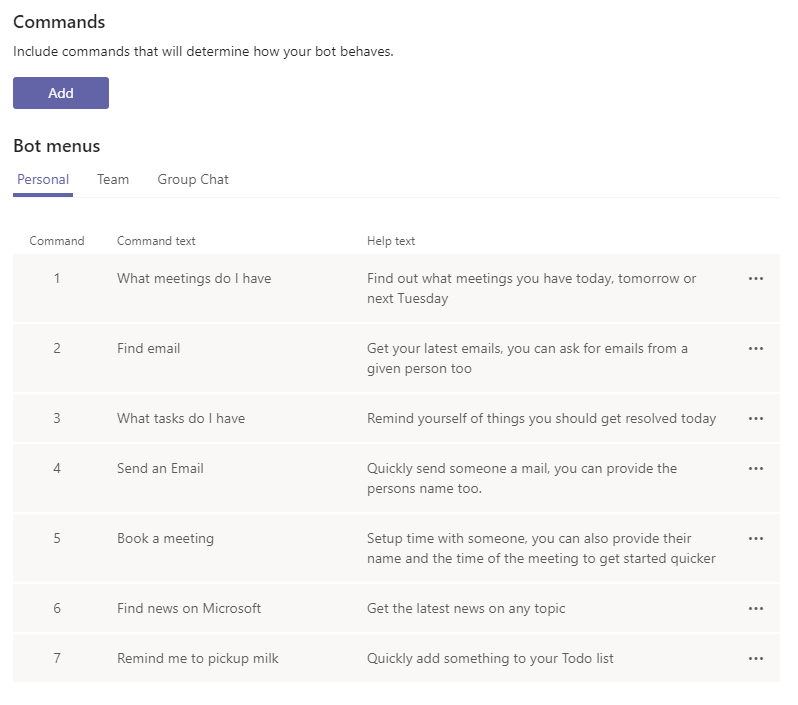 Commands
Include commands that will determine how your bot behaves.
Add
Bot menus
Personal Team Group Chat
Command Command text Help text
1 What meetings do I have Find out what meetings you have today, tomorrow or
next Tuesday
2 Find email Get your latest emails, you can ask for emails from a
given person too
3 What tasks do I have Remind yourself of things you should get resolved today
4 Send an Email Quickly send someone a mail, you can provide the
persons name too.
5 Book a meeting Setup time with someone, you can also provide their
name and the time of the meeting to get started quicker
6 Find news on Microsoft Get the latest news on any topic
7 Remind me to pickup milk Quickly add something to your Todo list